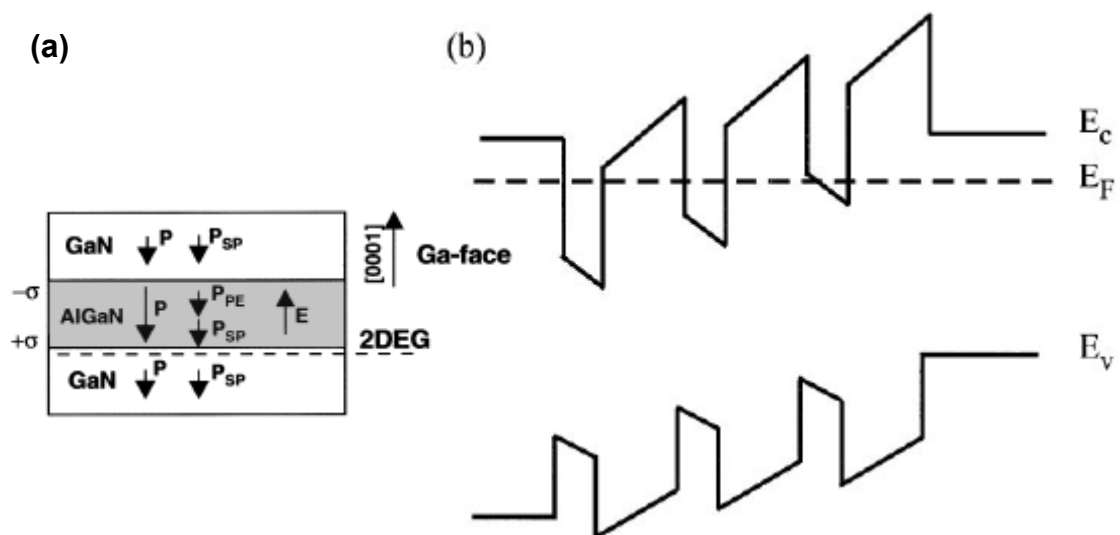 (a)
GaN P P_SP
[0001]
Ga-face
−σ
AlGaN P P_PE E
P_SP
+σ
2DEG
GaN P P_SP
(b)
E_c
E_F
E_v